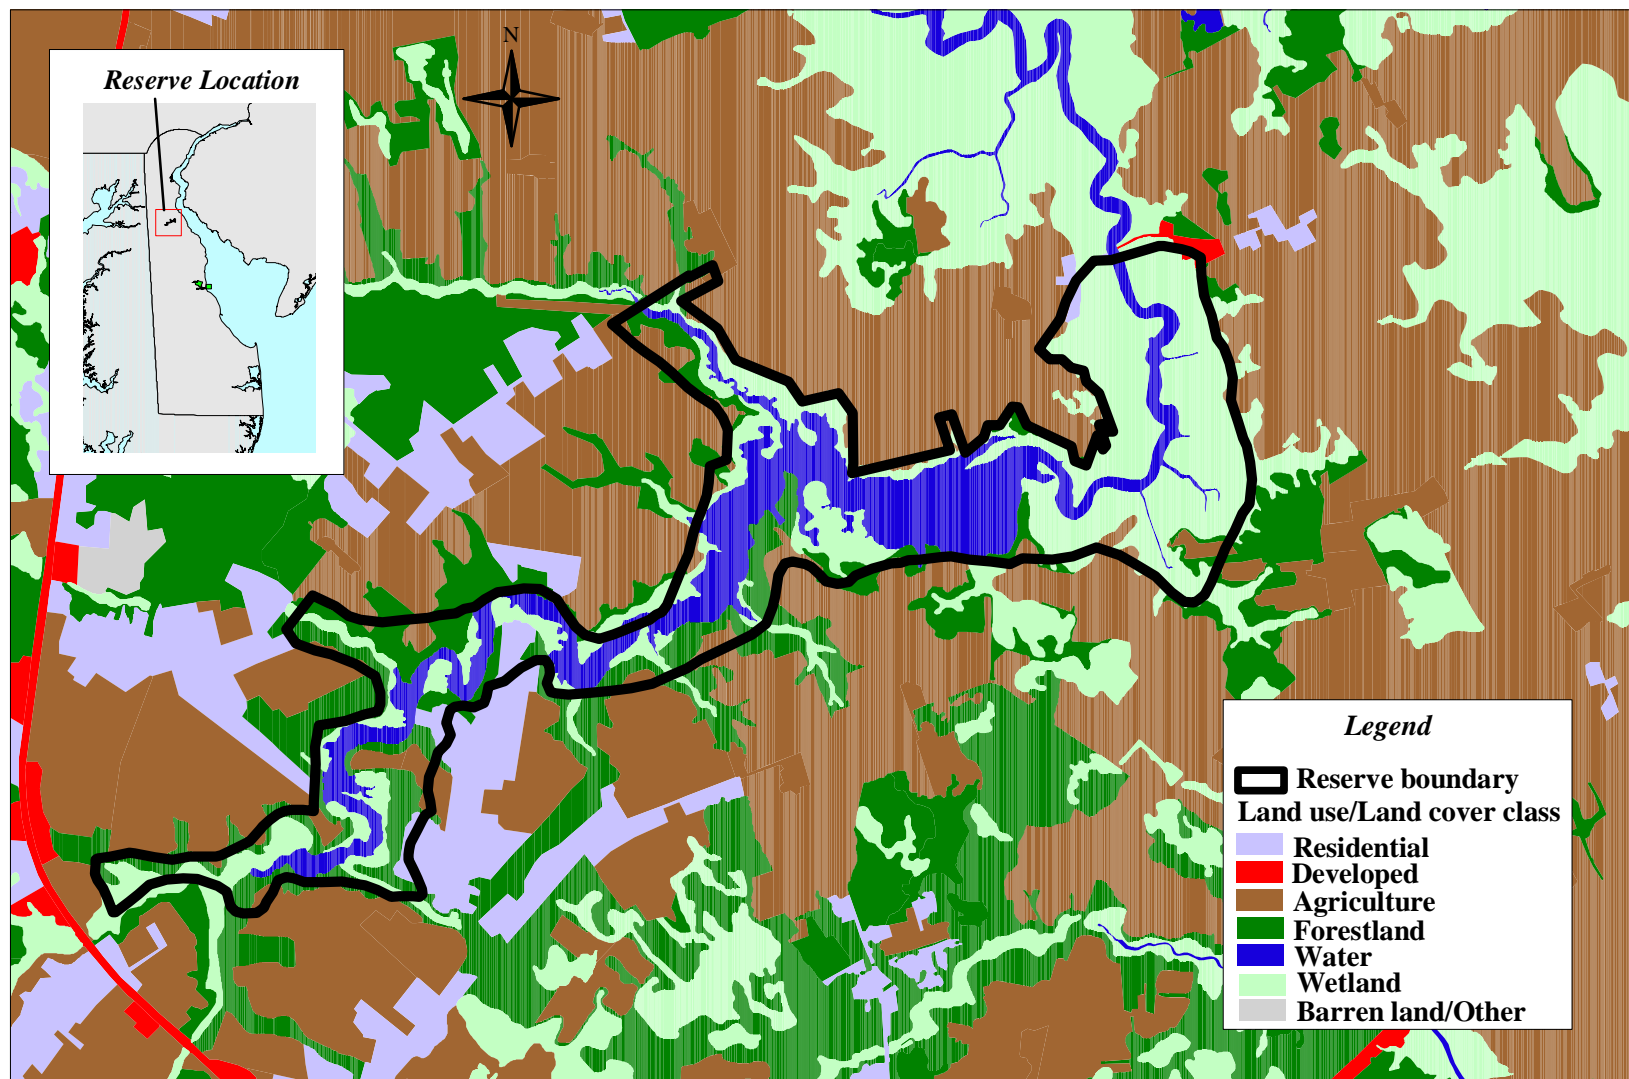 N
Reserve Location
Legend
Reserve boundary
Land use/Land cover class
Residential
Developed
Agriculture
Forestland
Water
Wetland
Barren land/Other